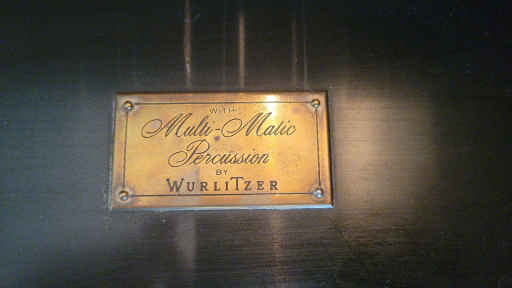 WITH
Multi-Matic
Percussion
BY
WURLITZER